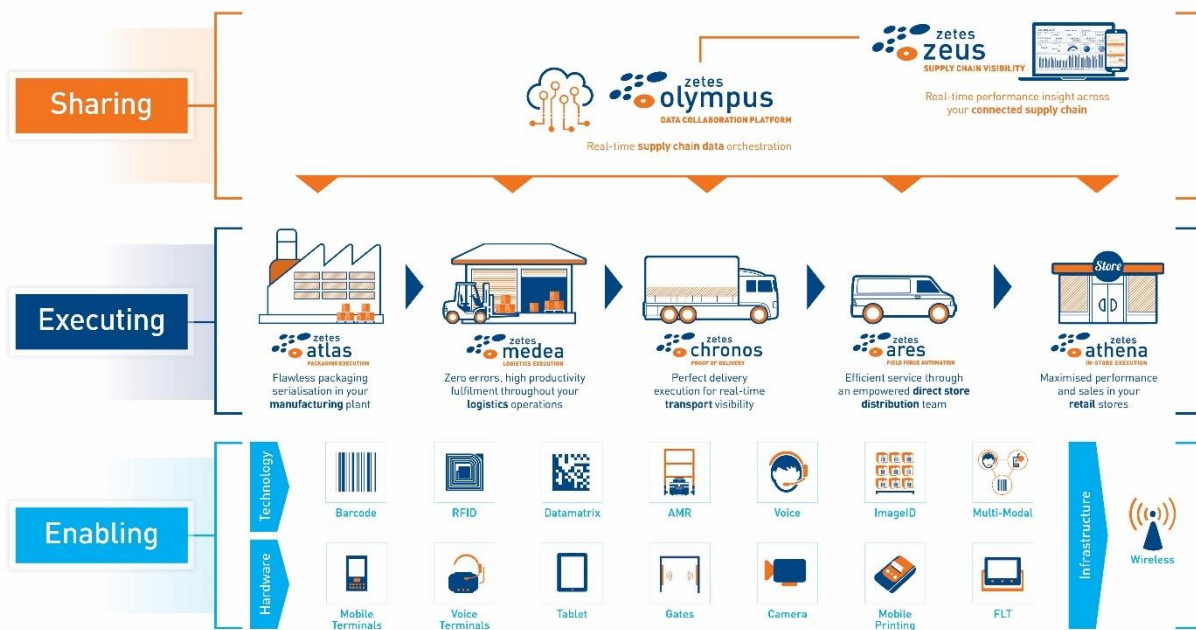 Sharing
zetes
zeus
SUPPLY CHAIN VISIBILITY
Real-time performance insight across
your connected supply chain
zetes
olympus
DATA COLLABORATION PLATFORM
Real-time supply chain data orchestration
Executing
zetes
atlas
PACKAGING EXECUTION
Flawless packaging
serialisation in your
manufacturing plant
zetes
medea
LOGISTICS EXECUTION
Zero errors, high productivity
fulfilment throughout your
logistics operations
zetes
chronos
PROOF OF DELIVERY
Perfect delivery
execution for real-time
transport visibility
zetes
ares
FIELD FORCE AUTOMATION
Efficient service through
an empowered direct store
distribution team
Store
zetes
athena
IN-STORE EXECUTION
Maximised performance
and sales in your
retail stores
Enabling
Technology
Barcode
RFID
Datamatrix
AMR
Voice
ImageID
Multi-Modal
Hardware
Mobile
Terminals
Voice
Terminals
Tablet
Gates
Camera
Mobile
Printing
FLT
Infrastructure
Wireless